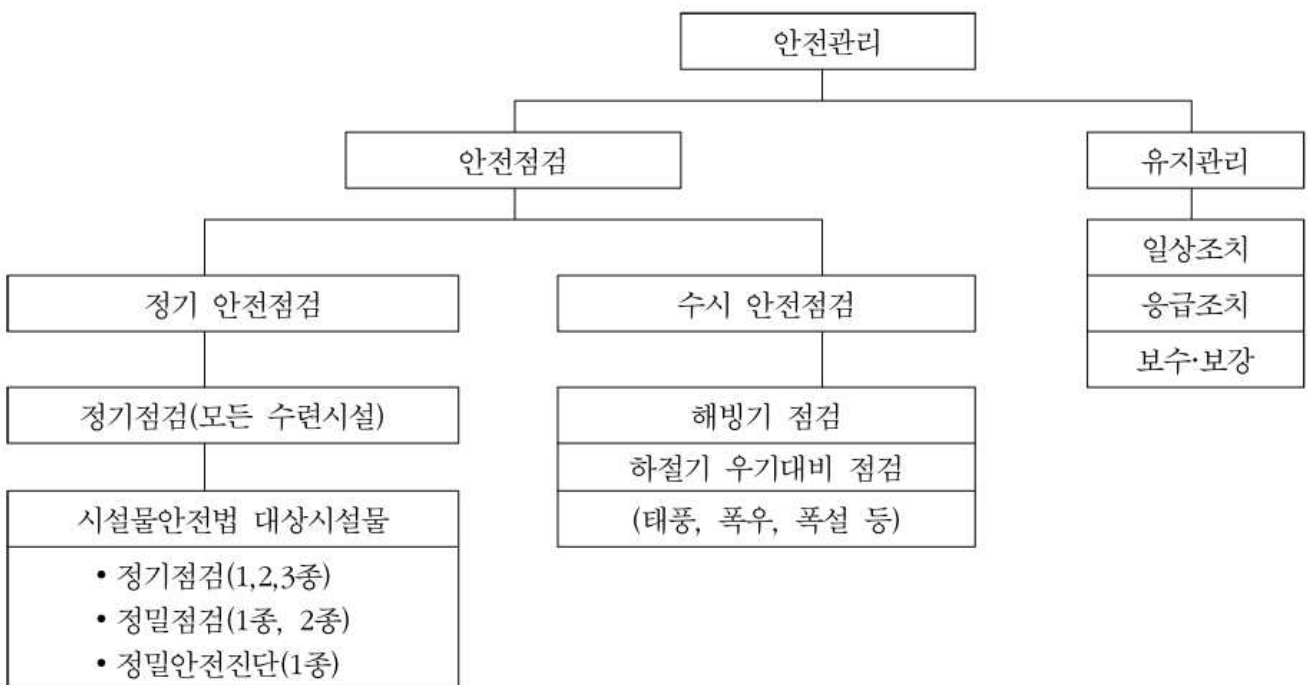 안전관리
안전점검
유지관리
일상조치
응급조치
보수·보강
정기 안전점검
수시 안전점검
정기점검(모든 수련시설)
해빙기 점검
하절기 우기대비 점검
(태풍, 폭우, 폭설 등)
시설물안전법 대상시설물
• 정기점검(1,2,3종)
• 정밀점검(1종, 2종)
• 정밀안전진단(1종)